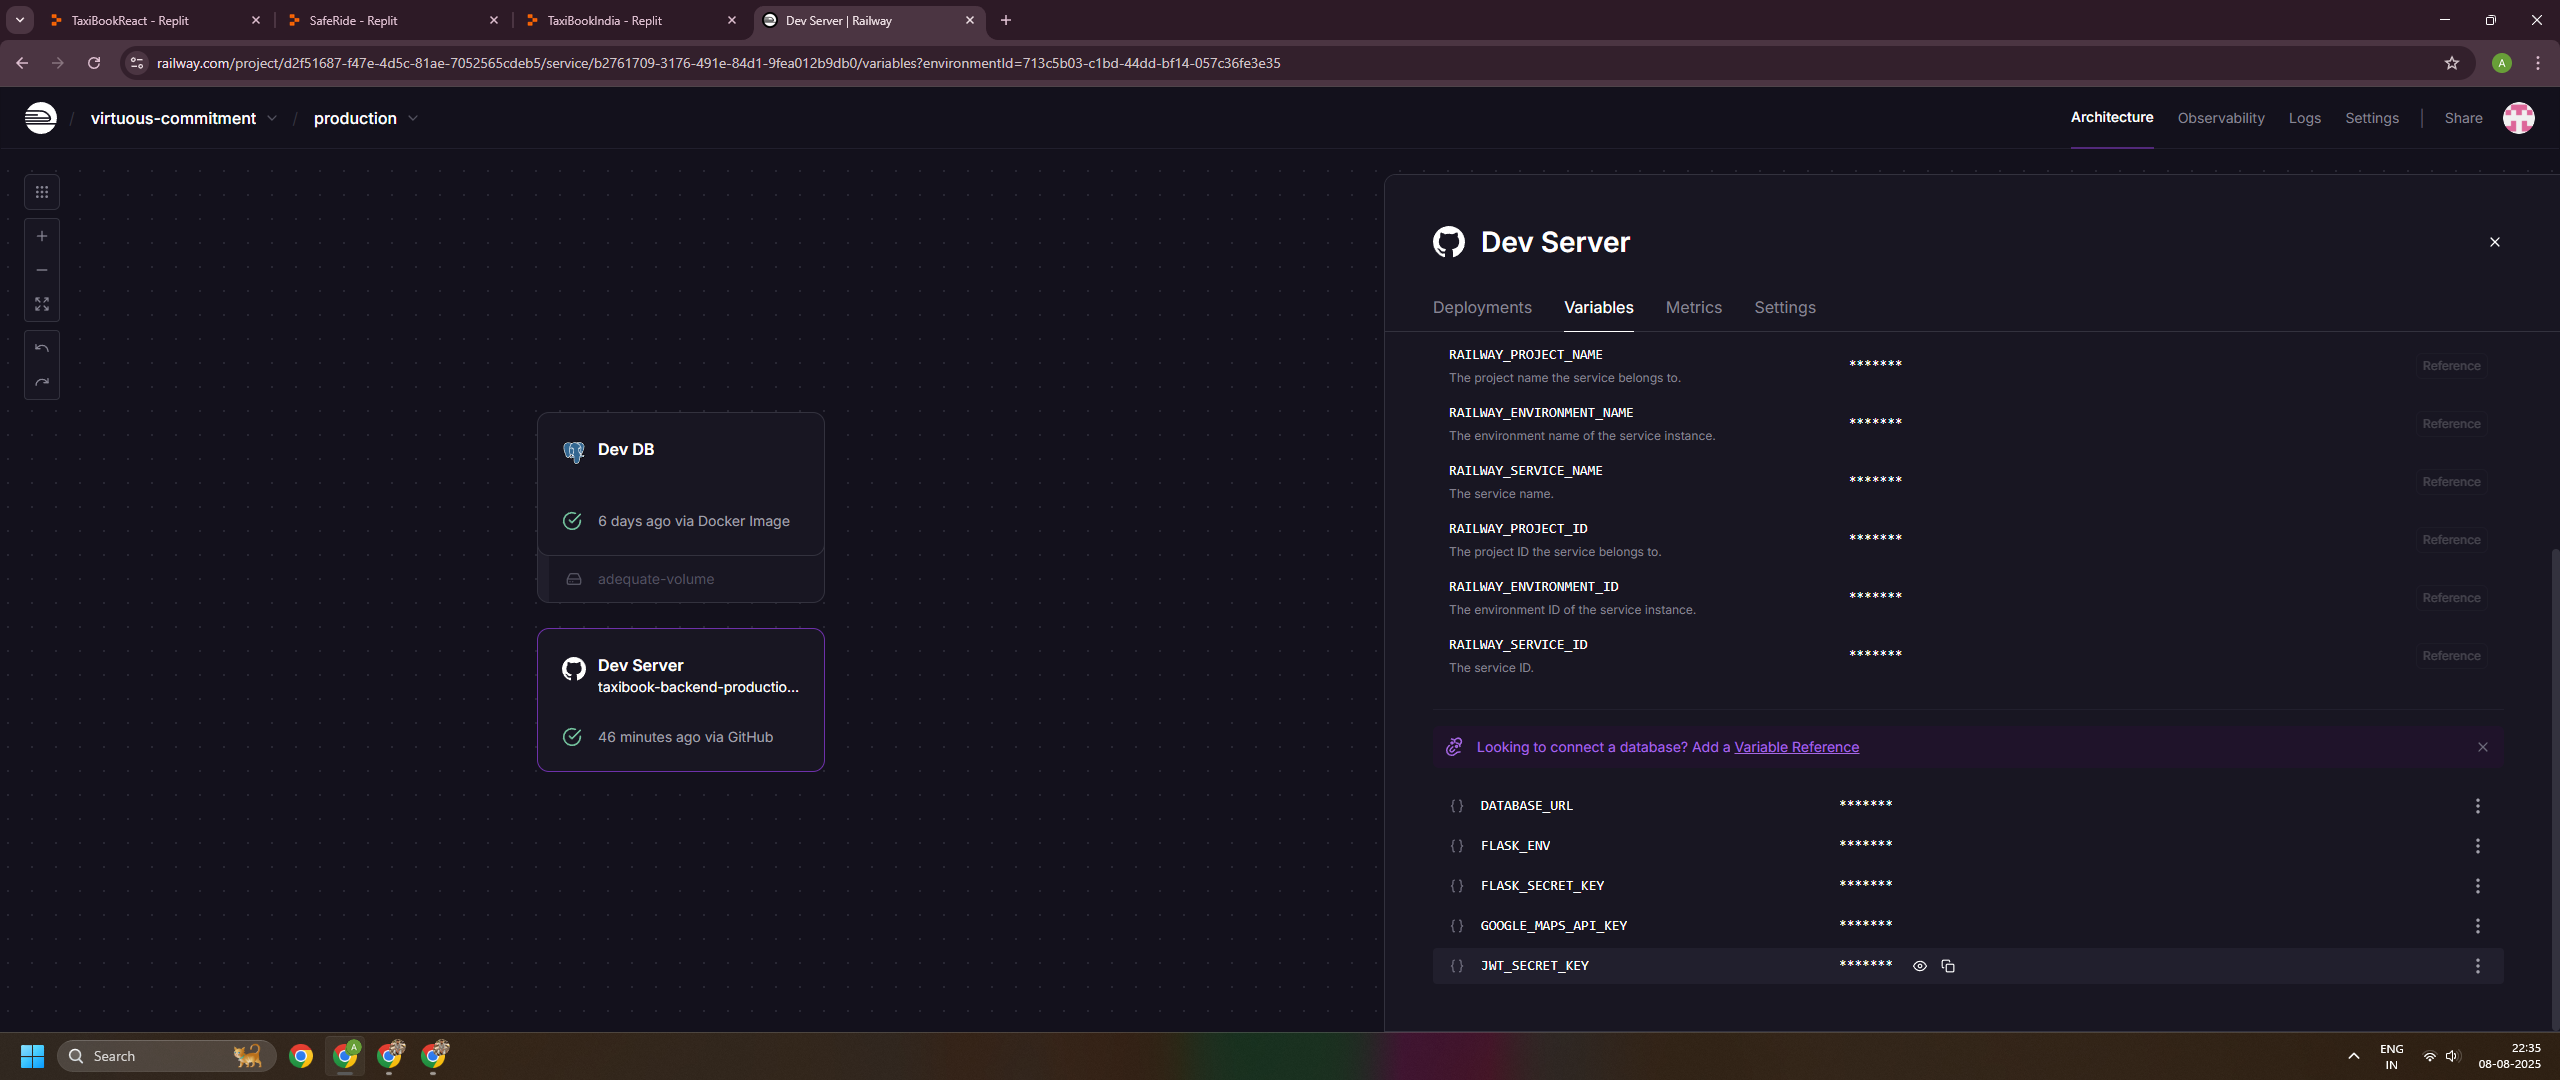 TaxiBookReact - Replit
SafeRide - Replit
TaxiBookIndia - Replit
Dev Server | Railway
railway.com/project/d2f51687-f47e-4d5c-81ae-7052565cdeb5/service/b2761709-3176-491e-84d1-9fea012b9db0/variables?environmentId=713c5b03-c1bd-44dd-bf14-057c36fe3e35
A
/ virtuous-commitment / production
Architecture
Observability
Logs
Settings
Share
Dev Server
Deployments
Variables
Metrics
Settings
RAILWAY_PROJECT_NAME
The project name the service belongs to.
*******
Reference
RAILWAY_ENVIRONMENT_NAME
The environment name of the service instance.
*******
Reference
RAILWAY_SERVICE_NAME
The service name.
*******
Reference
RAILWAY_PROJECT_ID
The project ID the service belongs to.
*******
Reference
RAILWAY_ENVIRONMENT_ID
The environment ID of the service instance.
*******
Reference
RAILWAY_SERVICE_ID
The service ID.
*******
Reference
Looking to connect a database? Add a Variable Reference
{} DATABASE_URL *******
{} FLASK_ENV *******
{} FLASK_SECRET_KEY *******
{} GOOGLE_MAPS_API_KEY *******
{} JWT_SECRET_KEY *******
Dev DB
6 days ago via Docker Image
adequate-volume
Dev Server
taxibook-backend-productio...
46 minutes ago via GitHub
Search
A
ENG
IN
22:35
08-08-2025